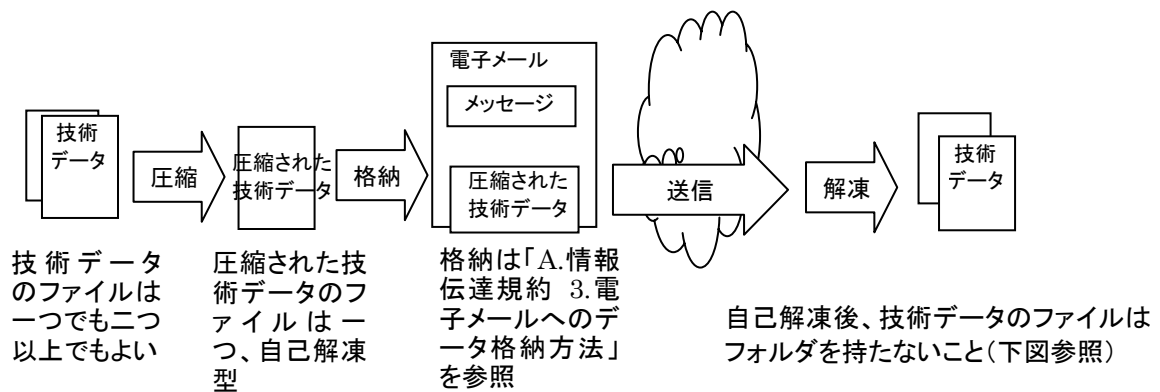 技術
データ
圧縮
圧縮された
技術データ
格納
電子メール
メッセージ
圧縮された
技術データ
送信
解凍
技術
データ
技術データ
のファイルは
一つでも二つ
以上でもよい
圧縮された技
術データのフ
ァイルは一
つ、自己解凍
型
格納は「A.情報
伝達規約 3.電
子メールへのデ
ータ格納方法」
を参照
自己解凍後、技術データのファイルは
フォルダを持たないこと(下図参照)